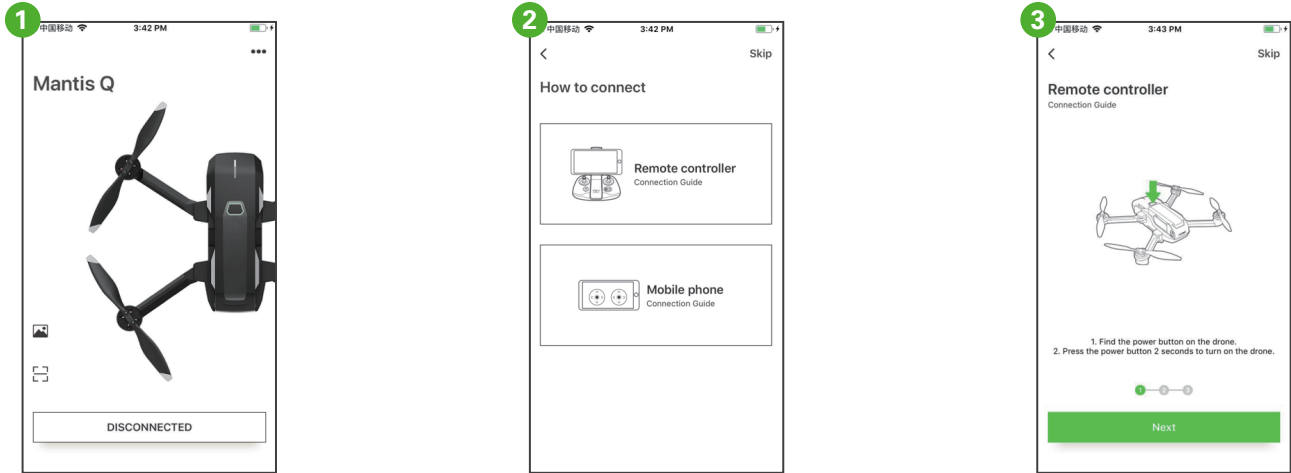 1
中国移动 3:42 PM
Mantis Q
DISCONNECTED
2
中国移动 3:42 PM
Skip
How to connect
Remote controller
Connection Guide
Mobile phone
Connection Guide
3
中国移动 3:43 PM
Skip
Remote controller
Connection Guide
1. Find the power button on the drone.
2. Press the power button 2 seconds to turn on the drone.
1 2 3
Next